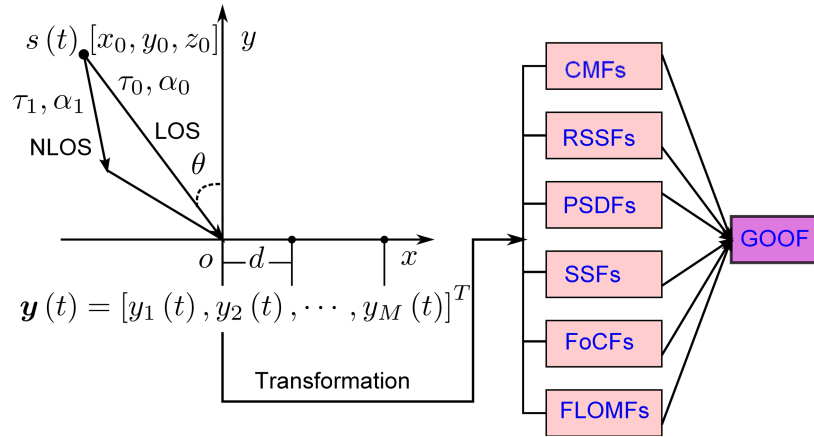 s(t) [x₀, y₀, z₀]
y
τ₀, α₀
τ₁, α₁
LOS
NLOS
θ
o
d
x
y(t) = [y₁(t), y₂(t), ⋯, y_M(t)]ᵀ
Transformation
CMFs
RSSFs
PSDFs
SSFs
FoCFs
FLOMFs
GOOF